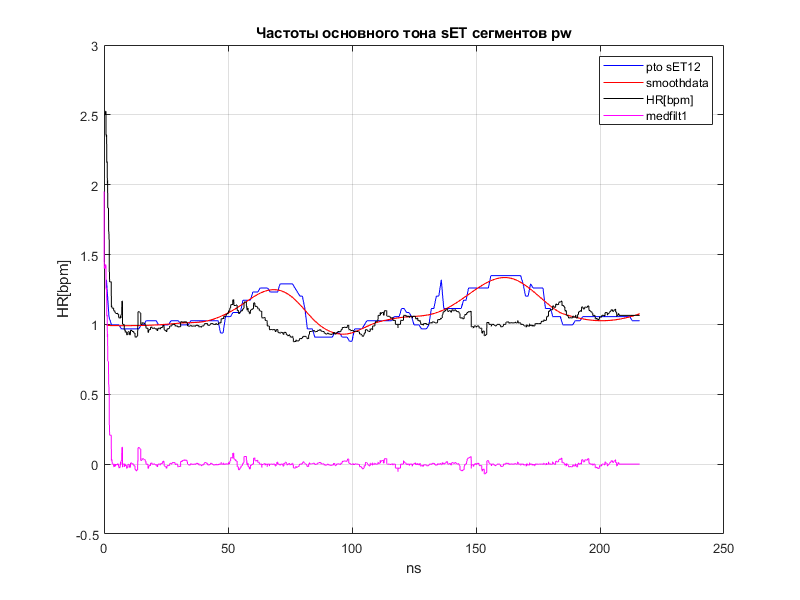 Частоты основного тона sET сегментов pw
pto sET12
smoothdata
HR[bpm]
medfilt1
HR[bpm]
3
2.5
2
1.5
1
0.5
0
-0.5
0 50 100 150 200 250
ns